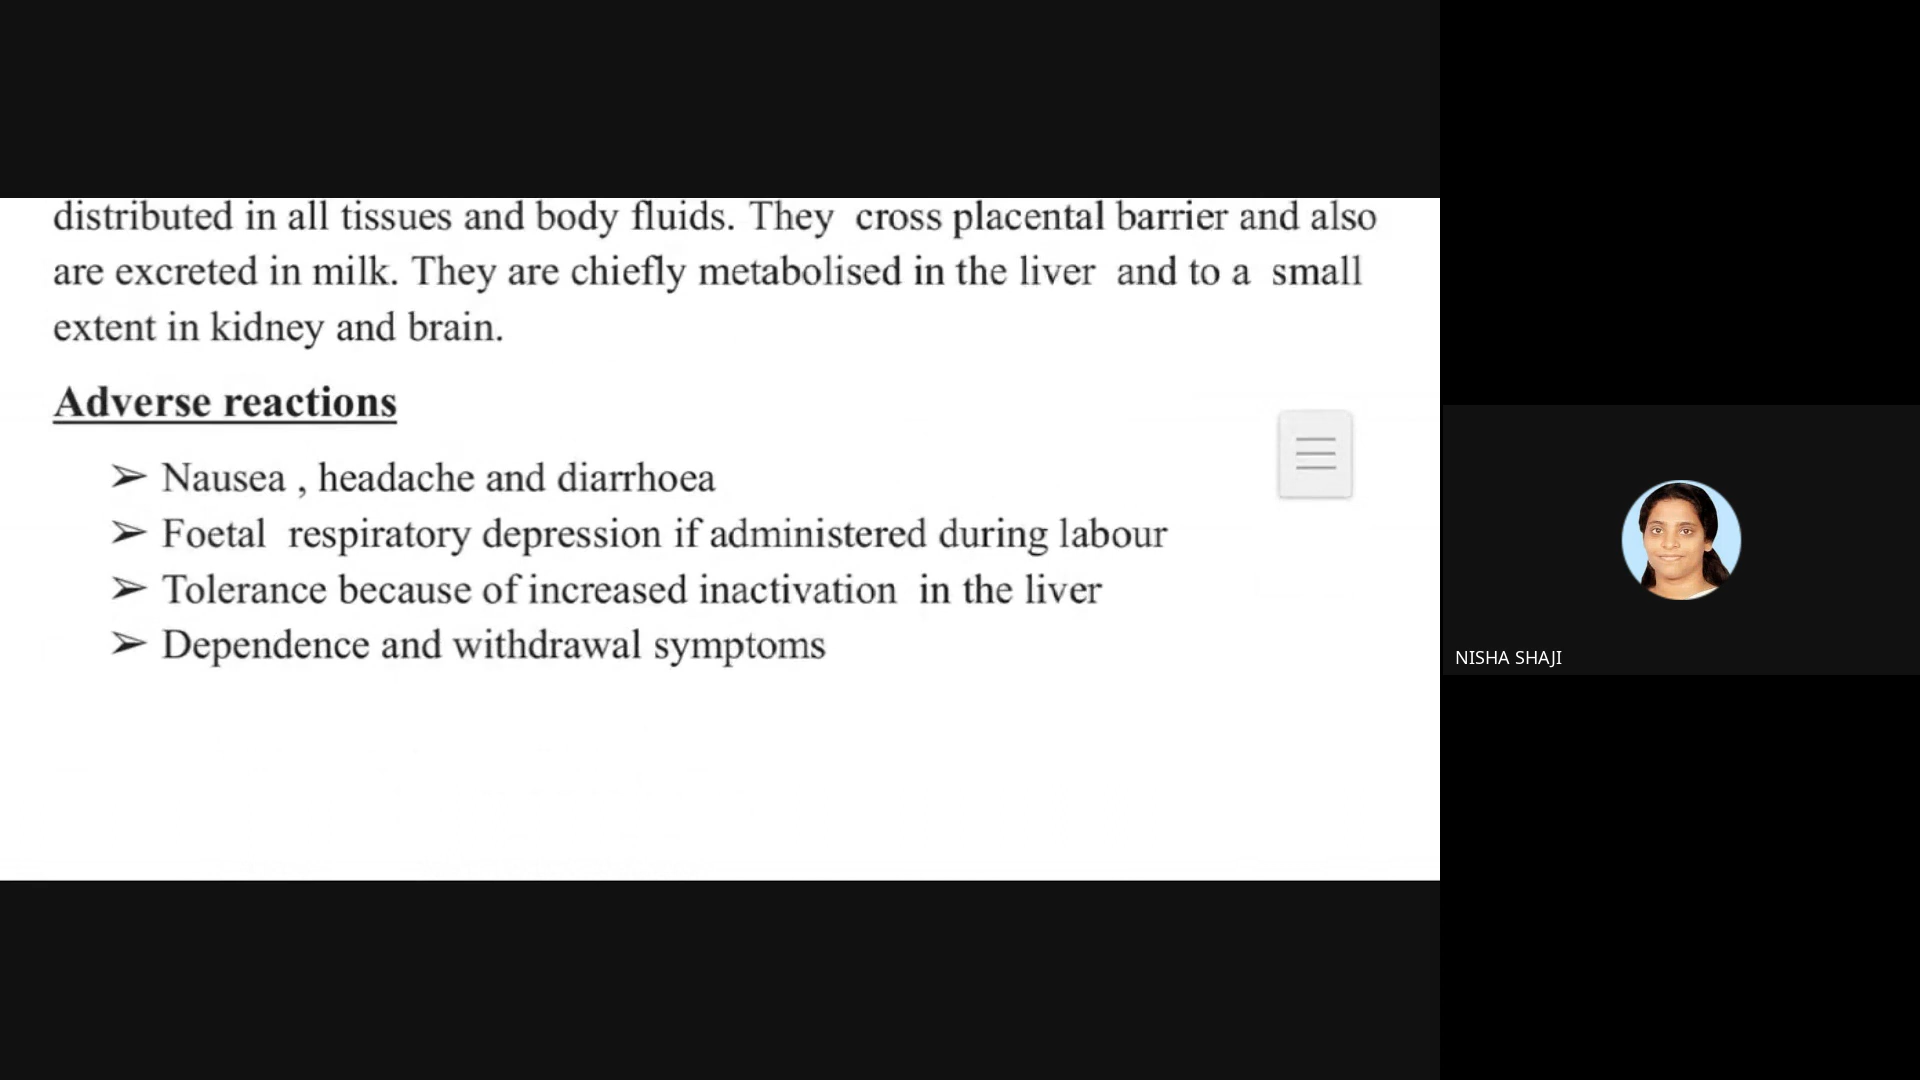 distributed in all tissues and body fluids. They cross placental barrier and also
are excreted in milk. They are chiefly metabolised in the liver and to a small
extent in kidney and brain.
Adverse reactions
➢ Nausea , headache and diarrhoea
➢ Foetal respiratory depression if administered during labour
➢ Tolerance because of increased inactivation in the liver
➢ Dependence and withdrawal symptoms
NISHA SHAJI